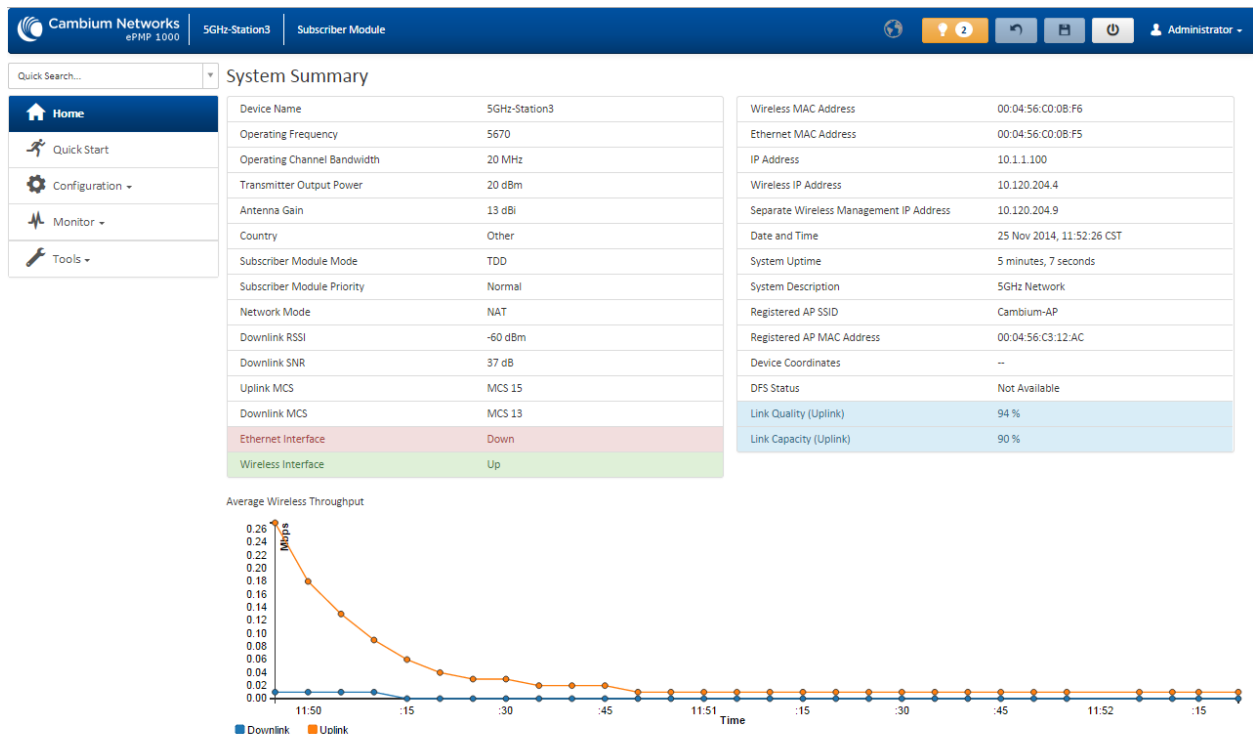 Cambium Networks
ePMP 1000
5GHz-Station3
Subscriber Module
2
Administrator
Quick Search...
Home
Quick Start
Configuration
Monitor
Tools
System Summary
Device Name 5GHz-Station3
Operating Frequency 5670
Operating Channel Bandwidth 20 MHz
Transmitter Output Power 20 dBm
Antenna Gain 13 dBi
Country Other
Subscriber Module Mode TDD
Subscriber Module Priority Normal
Network Mode NAT
Downlink RSSI -60 dBm
Downlink SNR 37 dB
Uplink MCS MCS 15
Downlink MCS MCS 13
Ethernet Interface Down
Wireless Interface Up
Wireless MAC Address 00:04:56:C0:0B:F6
Ethernet MAC Address 00:04:56:C0:0B:F5
IP Address 10.1.1.100
Wireless IP Address 10.120.204.4
Separate Wireless Management IP Address 10.120.204.9
Date and Time 25 Nov 2014, 11:52:26 CST
System Uptime 5 minutes, 7 seconds
System Description 5GHz Network
Registered AP SSID Cambium-AP
Registered AP MAC Address 00:04:56:C3:12:AC
Device Coordinates --
DFS Status Not Available
Link Quality (Uplink) 94 %
Link Capacity (Uplink) 90 %
Average Wireless Throughput
Mbps
0.26
0.24
0.22
0.20
0.18
0.16
0.14
0.12
0.10
0.08
0.06
0.04
0.02
0.00
11:50 :15 :30 :45 11:51 :15 :30 :45 11:52 :15
Time
Downlink Uplink